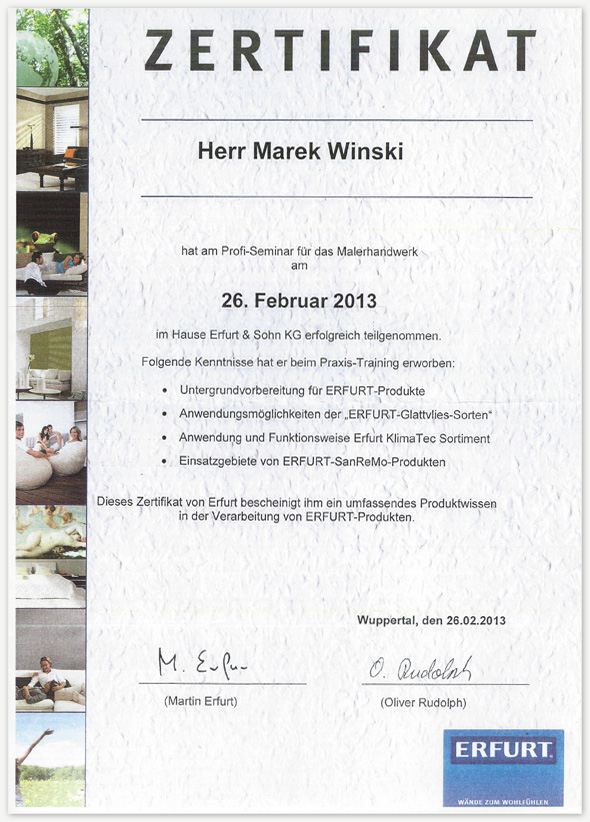 ZERTIFIKAT
Herr Marek Winski
hat am Profi-Seminar für das Malerhandwerk
am
26. Februar 2013
im Hause Erfurt & Sohn KG erfolgreich teilgenommen.
Folgende Kenntnisse hat er beim Praxis-Training erworben:
• Untergrundvorbereitung für ERFURT-Produkte
• Anwendungsmöglichkeiten der „ERFURT-Glattvlies-Sorten“
• Anwendung und Funktionsweise Erfurt KlimaTec Sortiment
• Einsatzgebiete von ERFURT-SanReMo-Produkten
Dieses Zertifikat von Erfurt bescheinigt ihm ein umfassendes Produktwissen
in der Verarbeitung von ERFURT-Produkten.
Wuppertal, den 26.02.2013
M. Erfurt O. Rudolph
(Martin Erfurt) (Oliver Rudolph)
ERFURT®
WÄNDE ZUM WOHLFÜHLEN